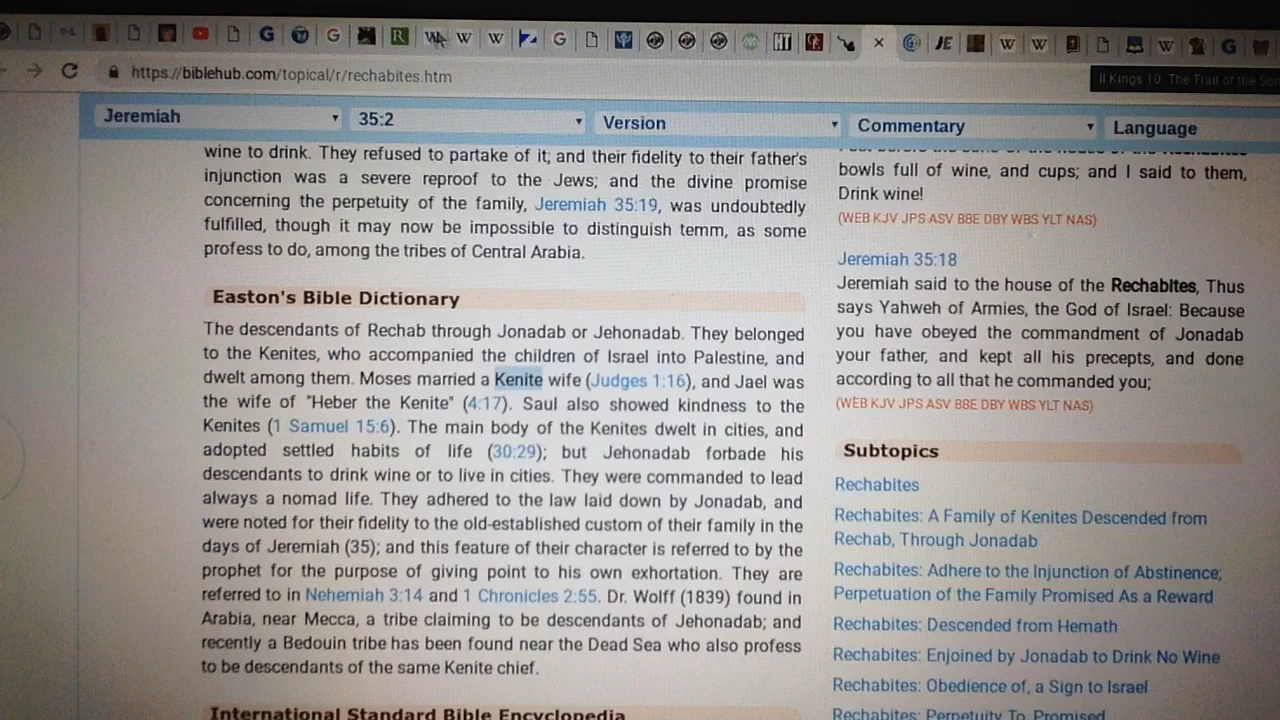 https://biblehub.com/topical/r/rechabites.htm
II Kings 10. The Trail of the
Jeremiah
35:2
Version
Commentary
Language
wine to drink. They refused to partake of it; and their fidelity to their father's
injunction was a severe reproof to the Jews; and the divine promise
concerning the perpetuity of the family, Jeremiah 35:19, was undoubtedly
fulfilled, though it may now be impossible to distinguish temm, as some
profess to do, among the tribes of Central Arabia.
Easton's Bible Dictionary
The descendants of Rechab through Jonadab or Jehonadab. They belonged
to the Kenites, who accompanied the children of Israel into Palestine, and
dwelt among them. Moses married a Kenite wife (Judges 1:16), and Jael was
the wife of "Heber the Kenite" (4:17). Saul also showed kindness to the
Kenites (1 Samuel 15:6). The main body of the Kenites dwelt in cities, and
adopted settled habits of life (30:29); but Jehonadab forbade his
descendants to drink wine or to live in cities. They were commanded to lead
always a nomad life. They adhered to the law laid down by Jonadab, and
were noted for their fidelity to the old-established custom of their family in the
days of Jeremiah (35); and this feature of their character is referred to by the
prophet for the purpose of giving point to his own exhortation. They are
referred to in Nehemiah 3:14 and 1 Chronicles 2:55. Dr. Wolff (1839) found in
Arabia, near Mecca, a tribe claiming to be descendants of Jehonadab; and
recently a Bedouin tribe has been found near the Dead Sea who also profess
to be descendants of the same Kenite chief.
International Standard Bible Encyclopedia
bowls full of wine, and cups; and I said to them,
Drink wine!
(WEB KJV JPS ASV BBE DBY WBS YLT NAS)
Jeremiah 35:18
Jeremiah said to the house of the Rechabites, Thus
says Yahweh of Armies, the God of Israel: Because
you have obeyed the commandment of Jonadab
your father, and kept all his precepts, and done
according to all that he commanded you;
(WEB KJV JPS ASV BBE DBY WBS YLT NAS)
Subtopics
Rechabites
Rechabites: A Family of Kenites Descended from
Rechab, Through Jonadab
Rechabites: Adhere to the Injunction of Abstinence;
Perpetuation of the Family Promised As a Reward
Rechabites: Descended from Hemath
Rechabites: Enjoined by Jonadab to Drink No Wine
Rechabites: Obedience of, a Sign to Israel
Rechabites: Perpetuity To, Promised